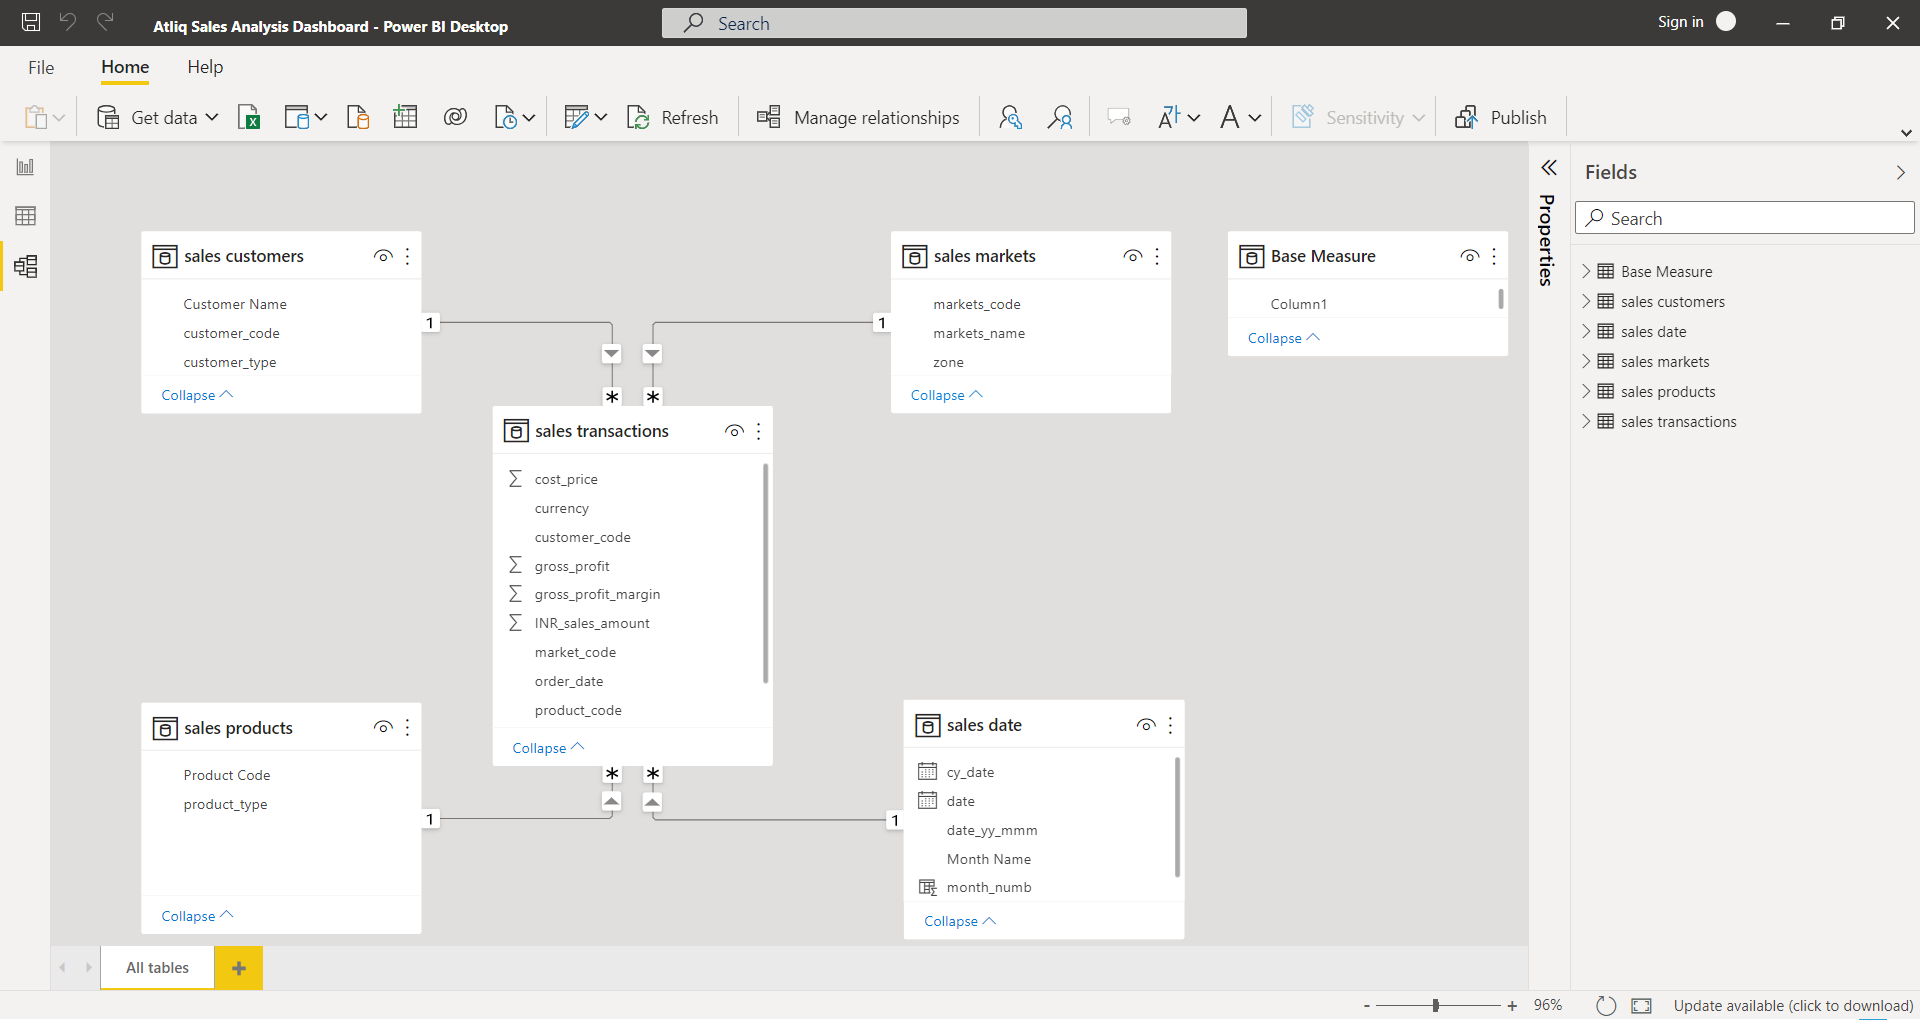 Atliq Sales Analysis Dashboard - Power BI Desktop
Search
Sign in
File
Home
Help
Get data
Refresh
Manage relationships
Sensitivity
Publish
sales customers
Customer Name
customer_code
customer_type
Collapse
1
*
sales markets
markets_code
markets_name
zone
Collapse
1
*
Base Measure
Column1
Collapse
sales transactions
cost_price
currency
customer_code
gross_profit
gross_profit_margin
INR_sales_amount
market_code
order_date
product_code
Collapse
*
*
sales products
Product Code
product_type
Collapse
1
sales date
cy_date
date
date_yy_mmm
Month Name
month_numb
Collapse
1
Properties
Fields
Search
Base Measure
sales customers
sales date
sales markets
sales products
sales transactions
All tables
+
- + 96%
Update available (click to download)